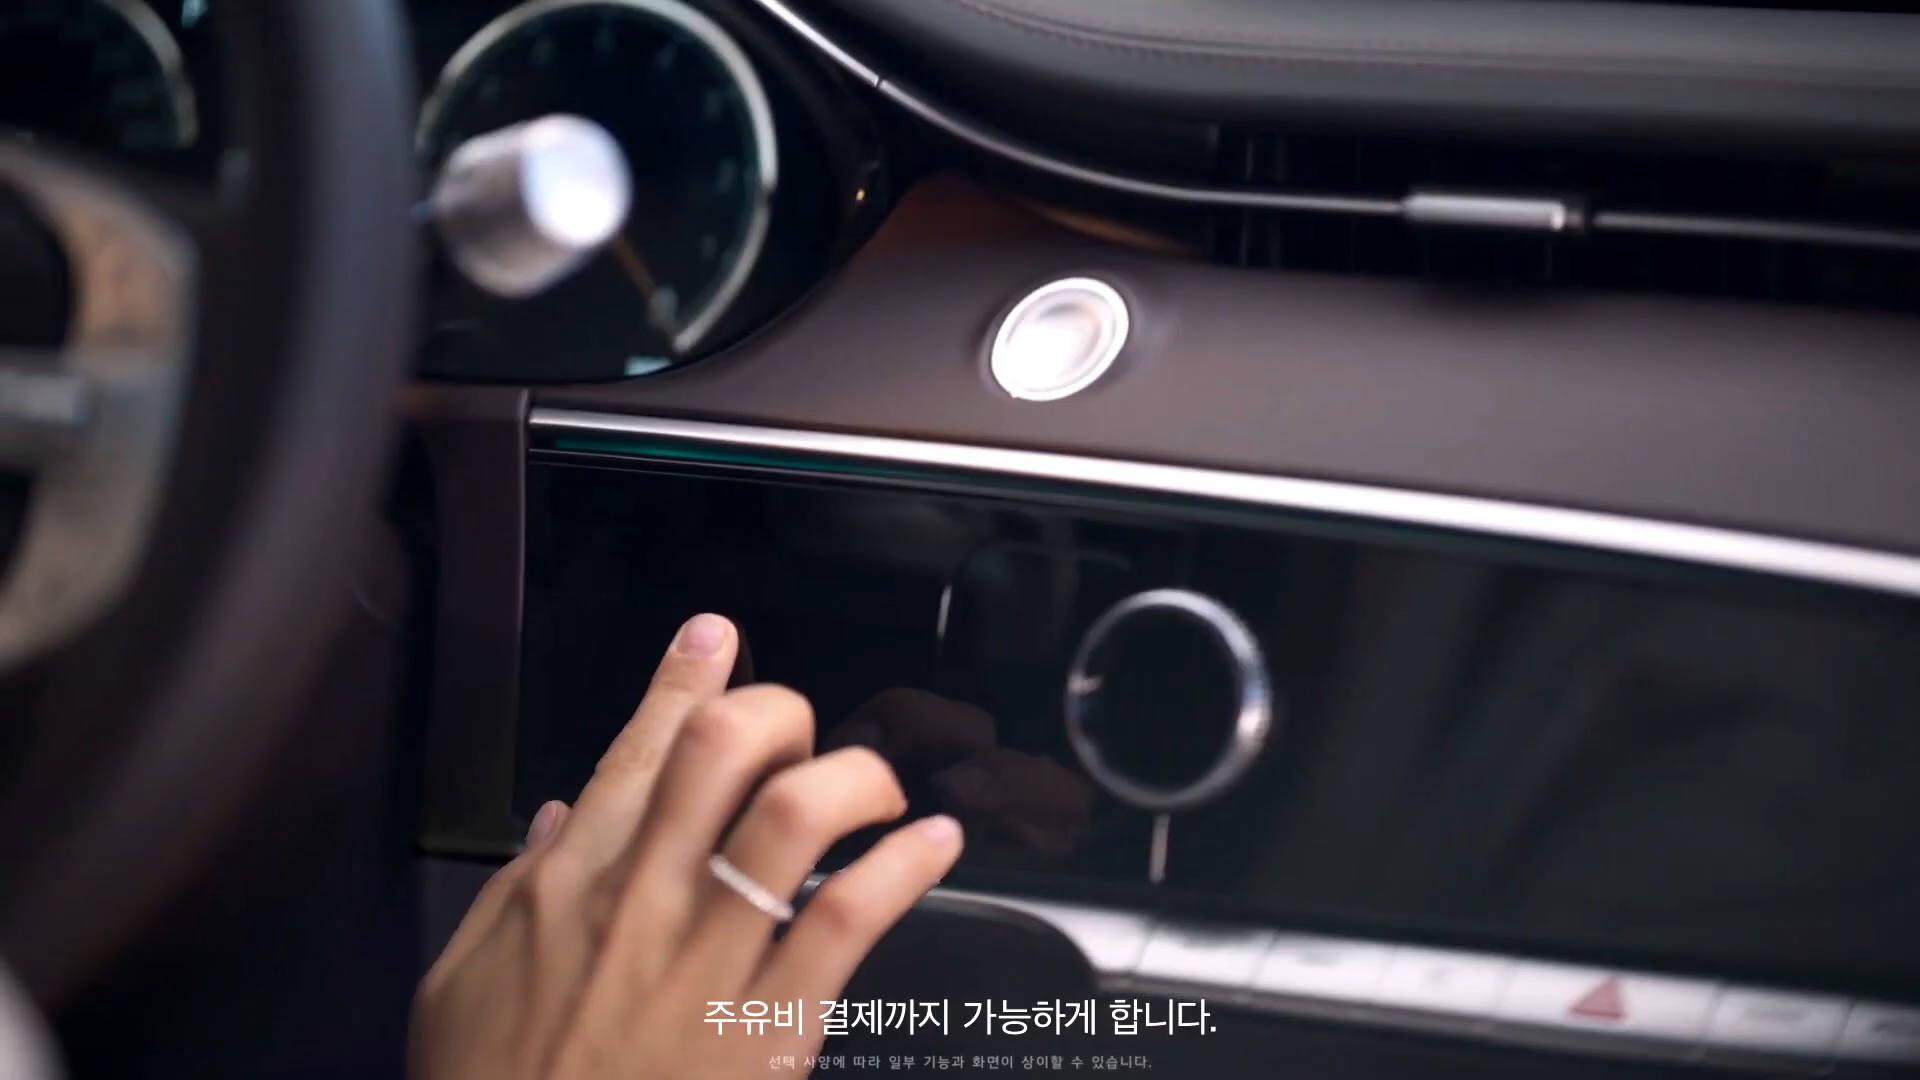 주유비 결제까지 가능하게 합니다.
선택 사양에 따라 일부 기능과 화면이 상이할 수 있습니다.